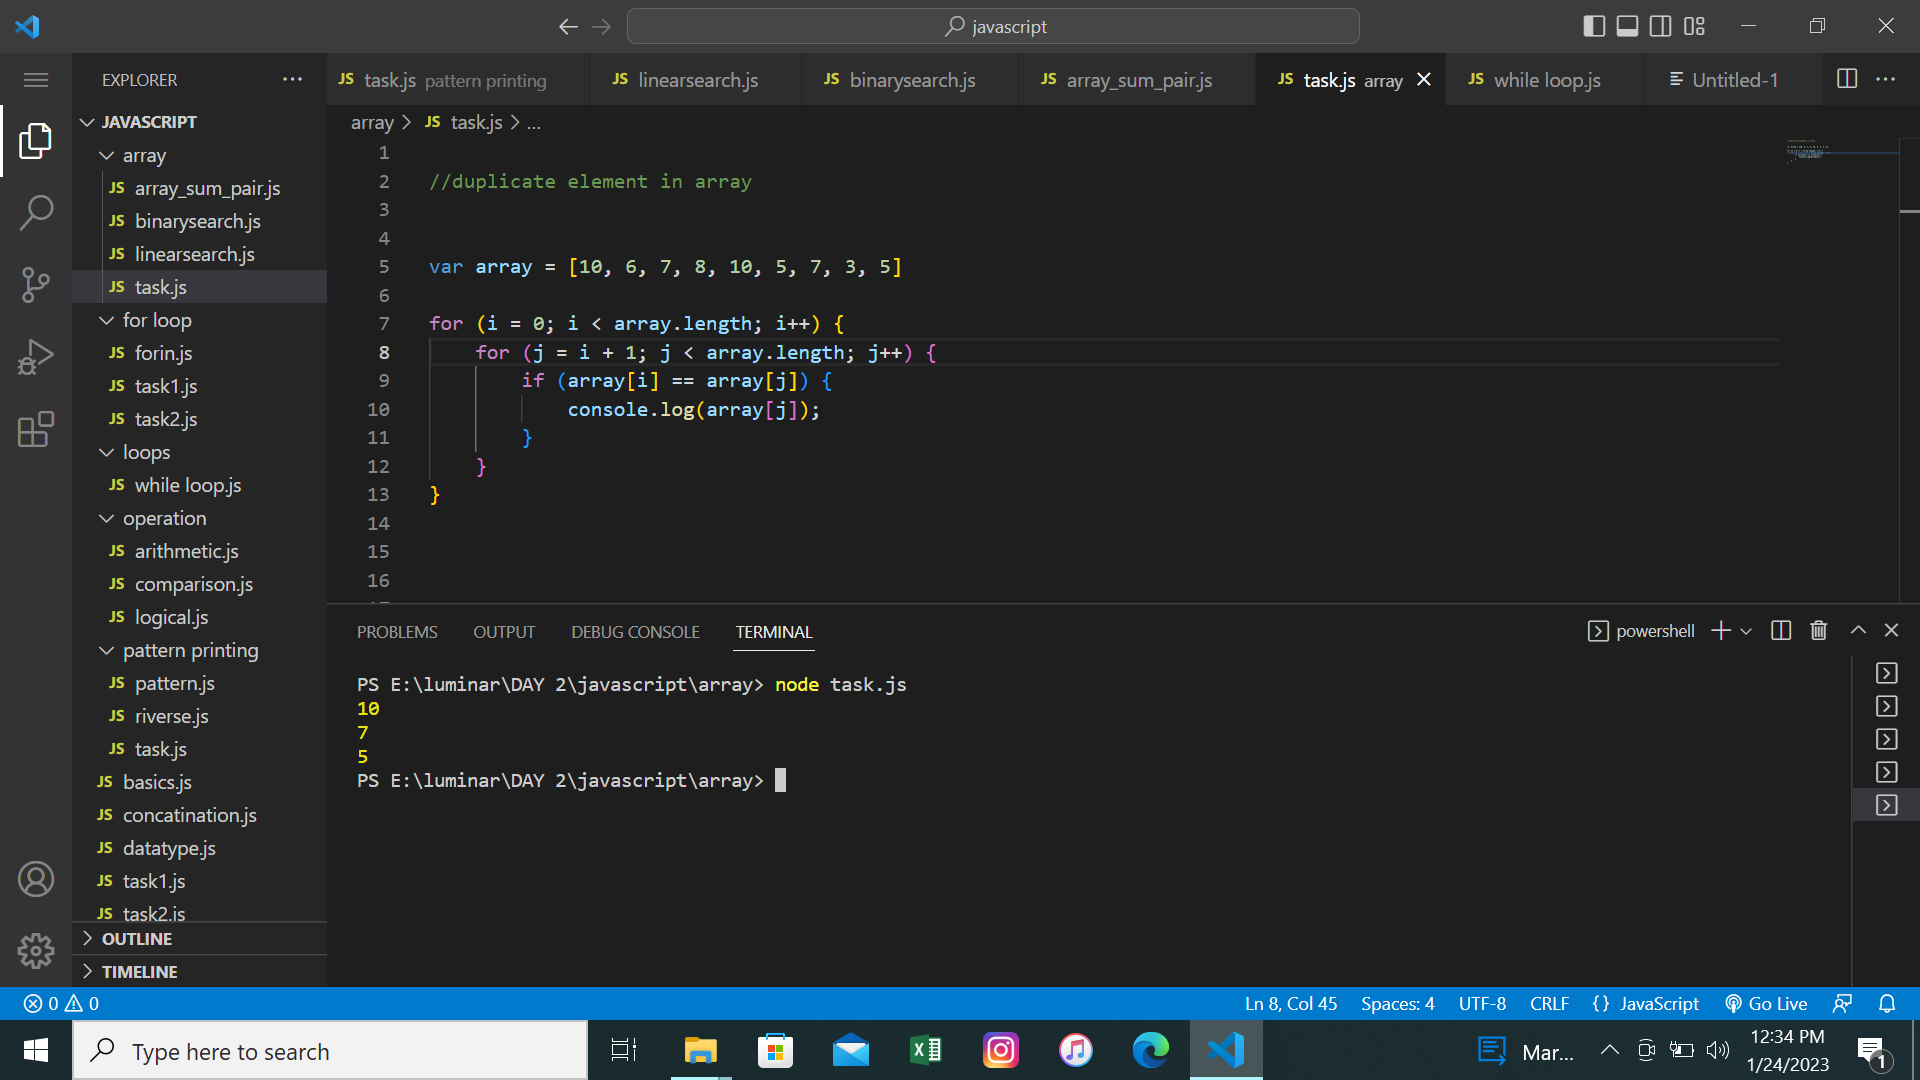 javascript
EXPLORER
task.js pattern printing
linearsearch.js
binarysearch.js
array_sum_pair.js
task.js array
while loop.js
Untitled-1
JAVASCRIPT
array
JS array_sum_pair.js
JS binarysearch.js
JS linearsearch.js
JS task.js
for loop
JS forin.js
JS task1.js
JS task2.js
loops
JS while loop.js
operation
JS arithmetic.js
JS comparison.js
JS logical.js
pattern printing
JS pattern.js
JS riverse.js
JS task.js
JS basics.js
JS concatination.js
JS datatype.js
JS task1.js
JS task2.js
OUTLINE
TIMELINE
array > JS task.js > ...
1
2 //duplicate element in array
3
4
5 var array = [10, 6, 7, 8, 10, 5, 7, 3, 5]
6
7 for (i = 0; i < array.length; i++) {
8 for (j = i + 1; j < array.length; j++) {
9 if (array[i] == array[j]) {
10 console.log(array[j]);
11 }
12 }
13 }
14
15
16
PROBLEMS OUTPUT DEBUG CONSOLE TERMINAL
powershell
PS E:\luminar\DAY 2\javascript\array> node task.js
10
7
5
PS E:\luminar\DAY 2\javascript\array>
0 0
Ln 8, Col 45 Spaces: 4 UTF-8 CRLF {} JavaScript Go Live
Type here to search
Mar...
12:34 PM
1/24/2023
1